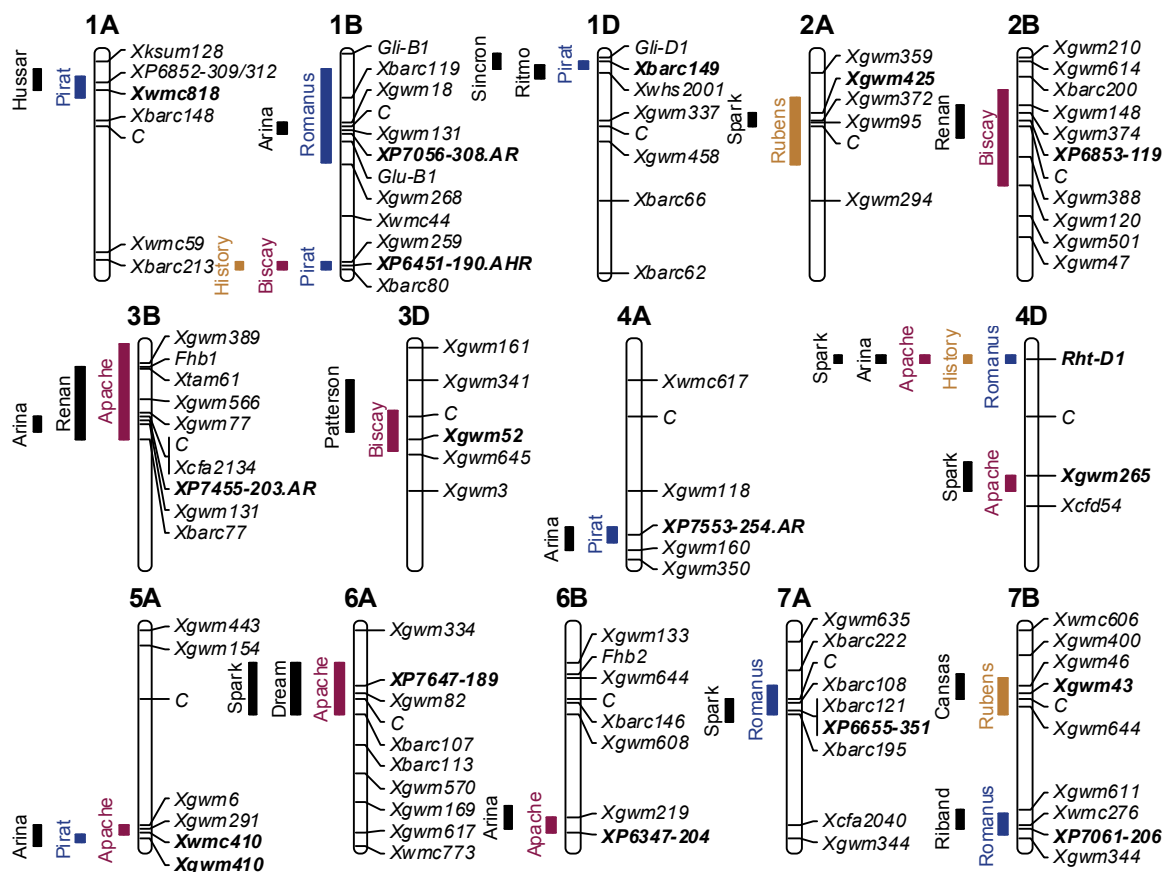 1A
Hussar
Pirat
Xksum128
XP6852-309/312
Xwmc818
Xbarc148
C
Xwmc59
Xbarc213
1B
Arina
Romanus
History
Biscay
Pirat
Gli-B1
Xbarc119
Xgwm18
C
Xgwm131
XP7056-308.AR
Glu-B1
Xgwm268
Xwmc44
Xgwm259
XP6451-190.AHR
Xbarc80
1D
Sincron
Ritmo
Pirat
Gli-D1
Xbarc149
Xwhs2001
Xgwm337
C
Xgwm458
Xbarc66
Xbarc62
2A
Spark
Rubens
Xgwm359
Xgwm425
Xgwm372
Xgwm95
C
Xgwm294
2B
Renan
Biscay
Xgwm210
Xgwm614
Xbarc200
Xgwm148
Xgwm374
XP6853-119
C
Xgwm388
Xgwm120
Xgwm501
Xgwm47
3B
Arina
Renan
Apache
Xgwm389
Fhb1
Xtam61
Xgwm566
Xgwm77
C
Xcfa2134
XP7455-203.AR
Xgwm131
Xbarc77
3D
Patterson
Biscay
Xgwm161
Xgwm341
C
Xgwm52
Xgwm645
Xgwm3
4A
Arina
Pirat
Xwmc617
C
Xgwm118
XP7553-254.AR
Xgwm160
Xgwm350
4D
Spark
Arina
Apache
History
Romanus
Spark
Apache
Rht-D1
C
Xgwm265
Xcfd54
5A
Arina
Pirat
Apache
Xgwm443
Xgwm154
C
Xgwm6
Xgwm291
Xwmc410
Xgwm410
6A
Spark
Dream
Apache
Xgwm334
XP7647-189
Xgwm82
C
Xbarc107
Xbarc113
Xgwm570
Xgwm169
Xgwm617
Xwmc773
6B
Arina
Apache
Xgwm133
Fhb2
Xgwm644
C
Xbarc146
Xgwm608
Xgwm219
XP6347-204
7A
Spark
Romanus
Xgwm635
Xbarc222
C
Xbarc108
Xbarc121
XP6655-351
Xbarc195
Xcfa2040
Xgwm344
7B
Cansas
Rubens
Riband
Romanus
Xwmc606
Xgwm400
Xgwm46
Xgwm43
C
Xgwm644
Xgwm611
Xwmc276
XP7061-206
Xgwm344